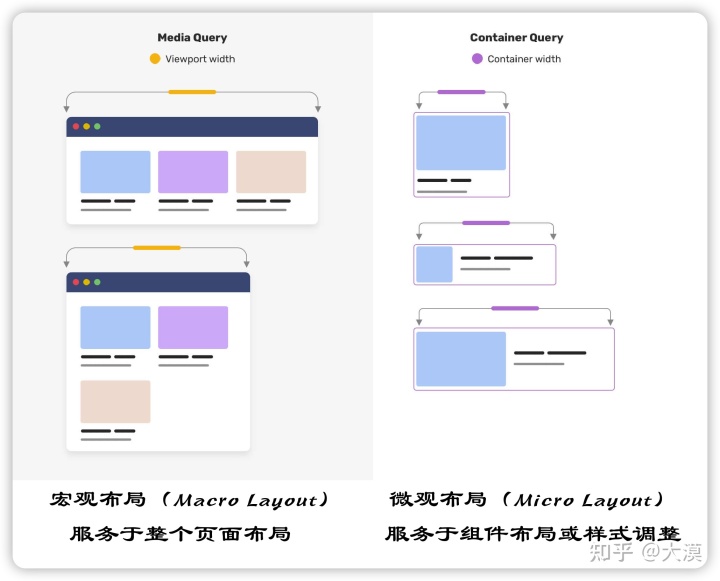 Media Query
Viewport width
宏观布局（Macro Layout）
服务于整个页面布局
Container Query
Container width
微观布局（Micro Layout）
服务于组件布局或样式调整
知乎 @大漠